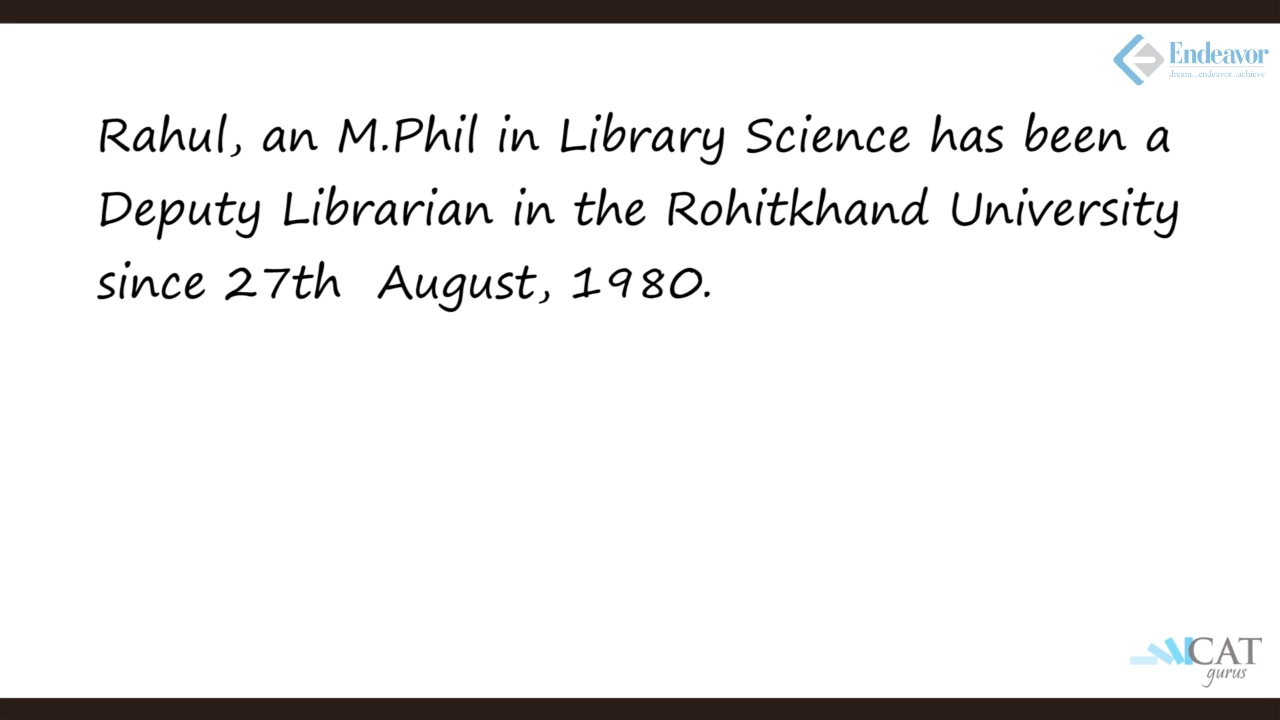 Endeavor
dream...endeavor...achieve
Rahul, an M.Phil in Library Science has been a
Deputy Librarian in the Rohitkhand University
since 27th August, 1980.
CAT
gurus